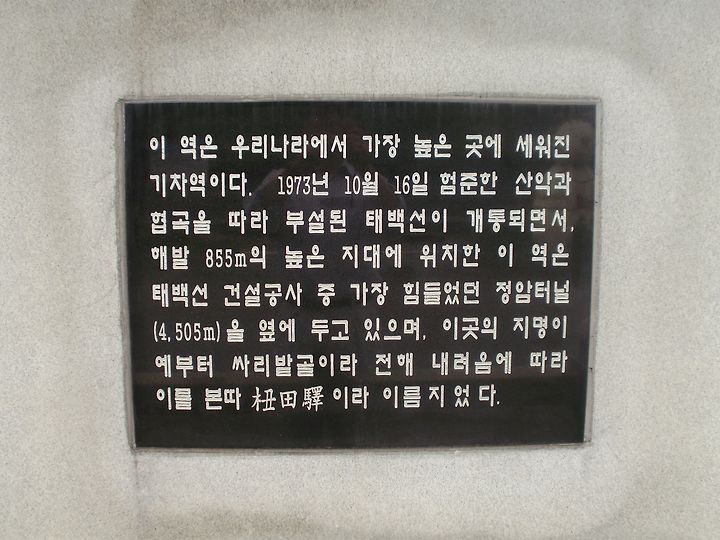 이 역은 우리나라에서 가장 높은 곳에 세워진
기차역이다. 1973년 10월 16일 험준한 산악과
협곡을 따라 부설된 태백선이 개통되면서,
해발 855m의 높은 지대에 위치한 이 역은
태백선 건설공사 중 가장 힘들었던 정암터널
(4,505m)을 옆에 두고 있으며, 이곳의 지명이
예부터 싸리밭골이라 전해 내려옴에 따라
이를 본따 杻田驛이라 이름지었다.